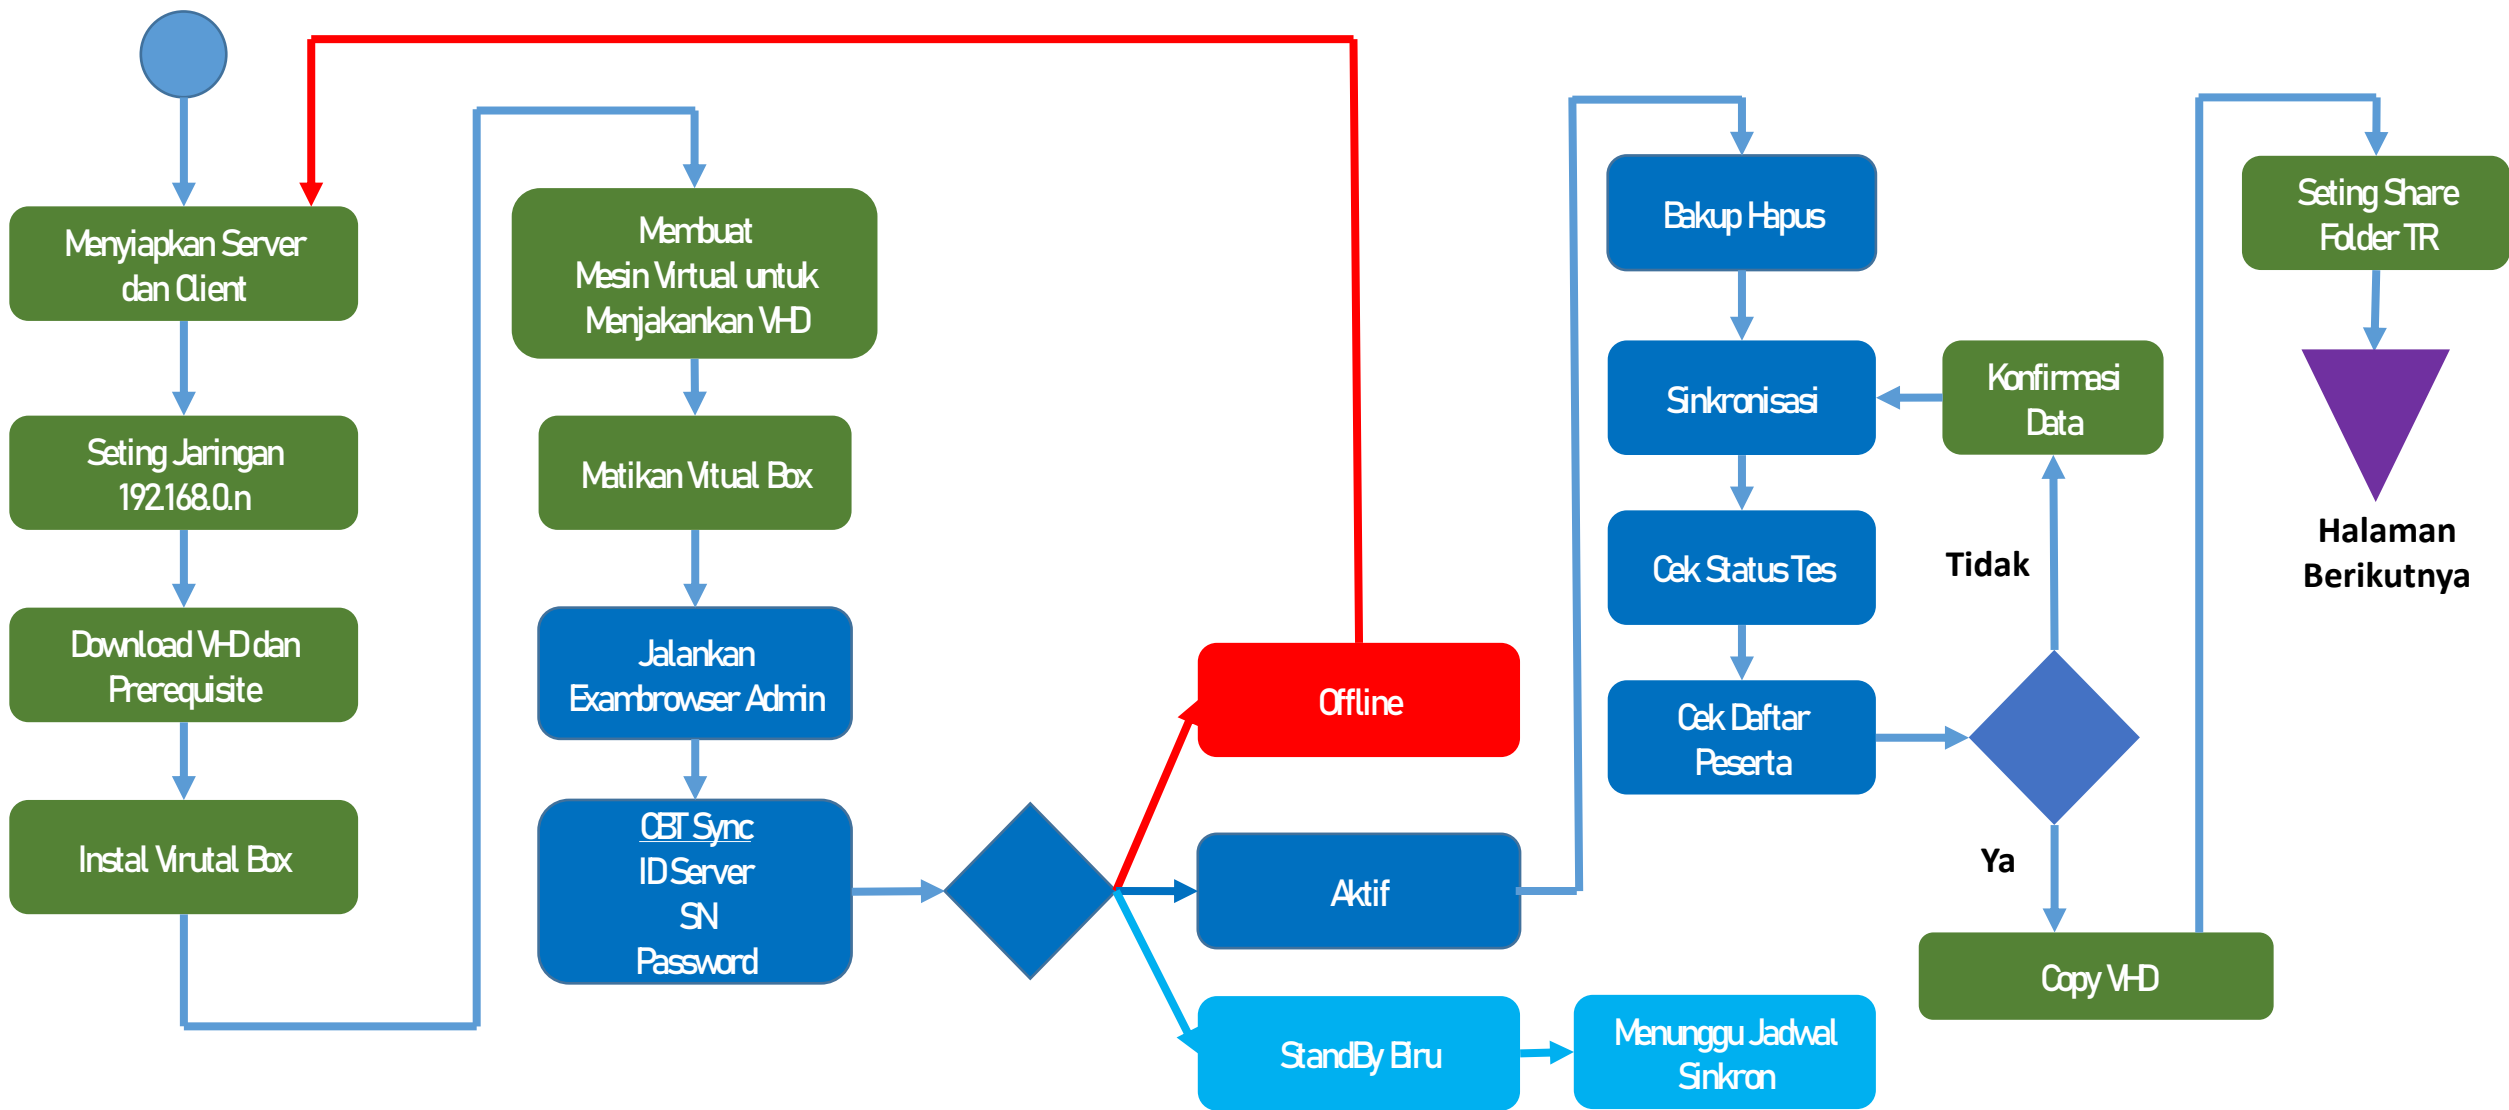 Menyiapkan Server
dan Client
Seting Jaringan
192.168.0.n
Download VHD dan
Prerequisite
Instal Virutal Box
Membuat
Mesin Virtual untuk
Menjakankan VHD
Matikan Vitual Box
Jalankan
Exambrowser Admin
CBT Sync
ID Server
SN
Password
Offline
Aktif
StandBy Biru
Menunggu Jadwal
Sinkron
Bakup Hapus
Sinkronisasi
Cek Status Tes
Cek Daftar
Peserta
Konfirmasi
Data
Tidak
Ya
Copy VHD
Seting Share
Folder TR
Halaman
Berikutnya